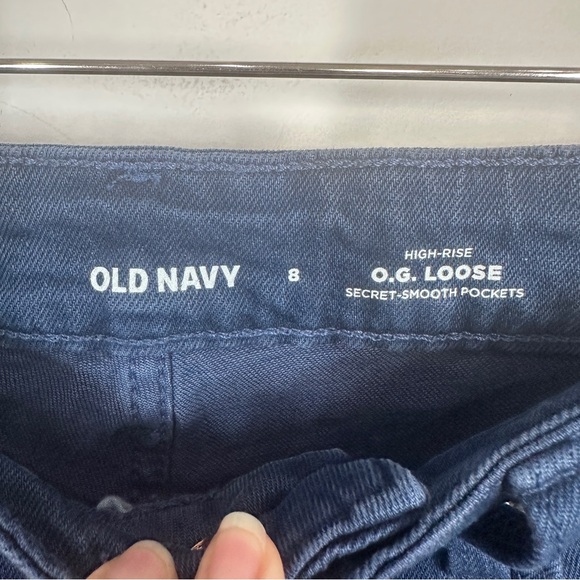 OLD NAVY
8
HIGH-RISE
O.G. LOOSE
SECRET-SMOOTH POCKETS